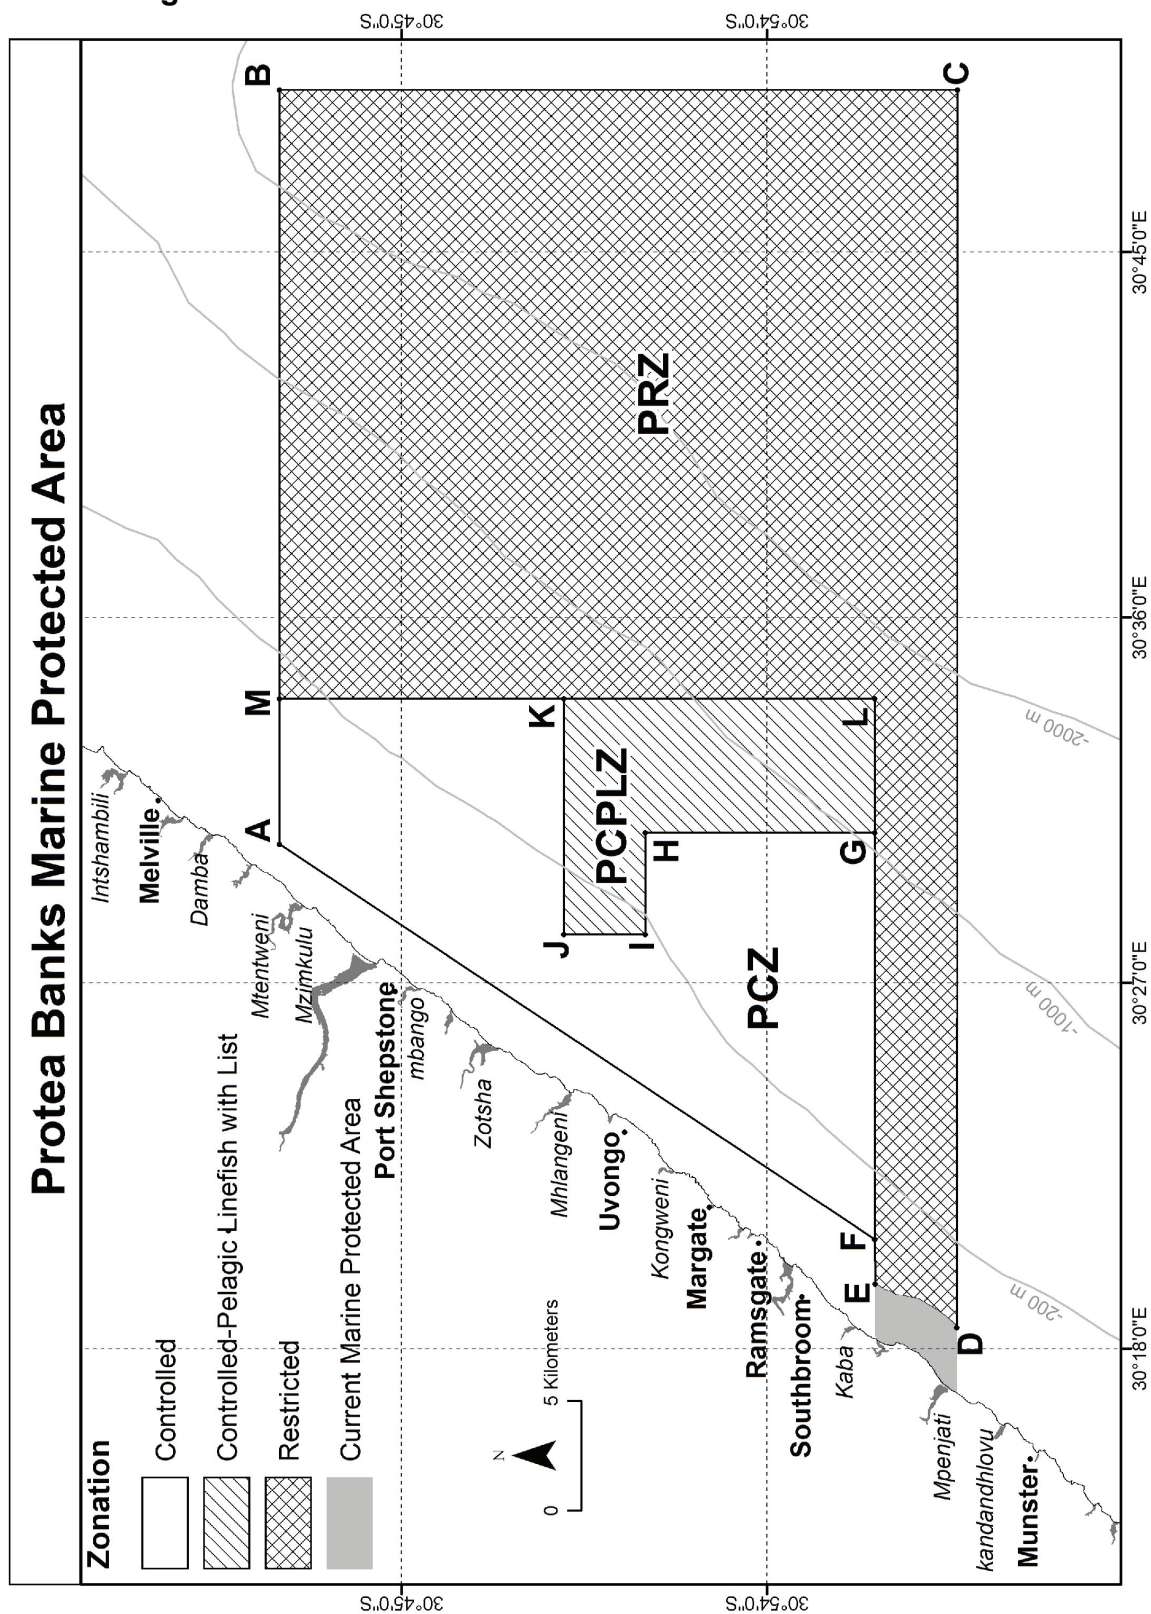 Protea Banks Marine Protected Area
Zonation
Controlled
Controlled-Pelagic Linefish with List
Restricted
Current Marine Protected Area
N
0 5 Kilometers
30°45'0"S
30°54'0"S
30°45'0"S
30°54'0"S
30°18'0"E
30°27'0"E
30°36'0"E
30°45'0"E
Intshambili
Melville
Damba
Mtentweni
Mzimkulu
Port Shepstone
mbango
Zotsha
Mhlangeni
Uvongo
Kongweni
Margate
Ramsgate
Southbroom
Kaba
Mpenjati
kandandhlovu
Munster
A
M
B
J
K
PCPLZ
I
H
PRZ
PCZ
E
F
G
L
D
C
-200 m
-1000 m
-2000 m